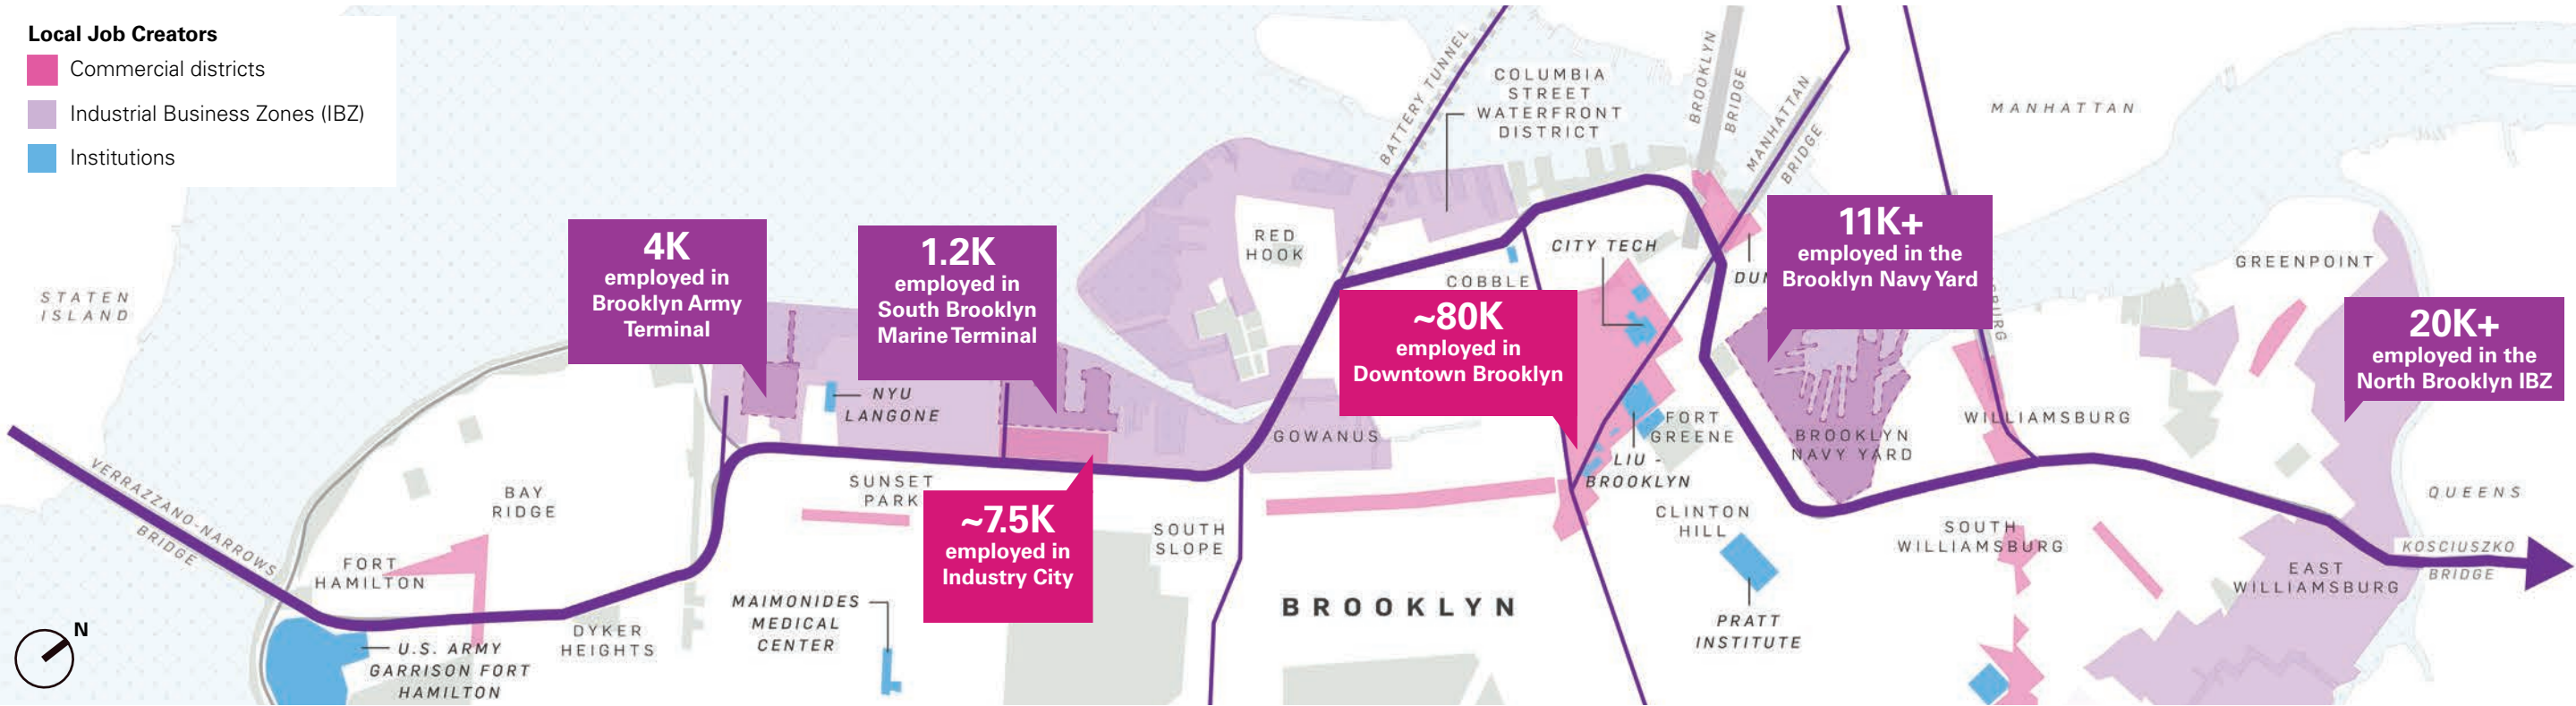 Local Job Creators
Commercial districts
Industrial Business Zones (IBZ)
Institutions
STATEN
ISLAND
VERRAZZANO-NARROWS
BRIDGE
FORT
HAMILTON
BAY
RIDGE
N
U.S. ARMY
GARRISON FORT
HAMILTON
DYKER
HEIGHTS
4K
employed in
Brooklyn Army
Terminal
NYU
LANGONE
1.2K
employed in
South Brooklyn
Marine Terminal
SUNSET
PARK
~7.5K
employed in
Industry City
MAIMONIDES
MEDICAL
CENTER
SOUTH
SLOPE
RED
HOOK
GOWANUS
BATTERY TUNNEL
COLUMBIA
STREET
WATERFRONT
DISTRICT
COBBLE
BROOKLYN
BRIDGE
MANHATTAN
BRIDGE
CITY TECH
~80K
employed in
Downtown Brooklyn
FORT
GREENE
LIU -
BROOKLYN
BROOKLYN
CLINTON
HILL
PRATT
INSTITUTE
11K+
employed in the
Brooklyn Navy Yard
BROOKLYN
NAVY YARD
MANHATTAN
WILLIAMSBURG
SOUTH
WILLIAMSBURG
GREENPOINT
20K+
employed in the
North Brooklyn IBZ
QUEENS
KOSCIUSZKO
BRIDGE
EAST
WILLIAMSBURG